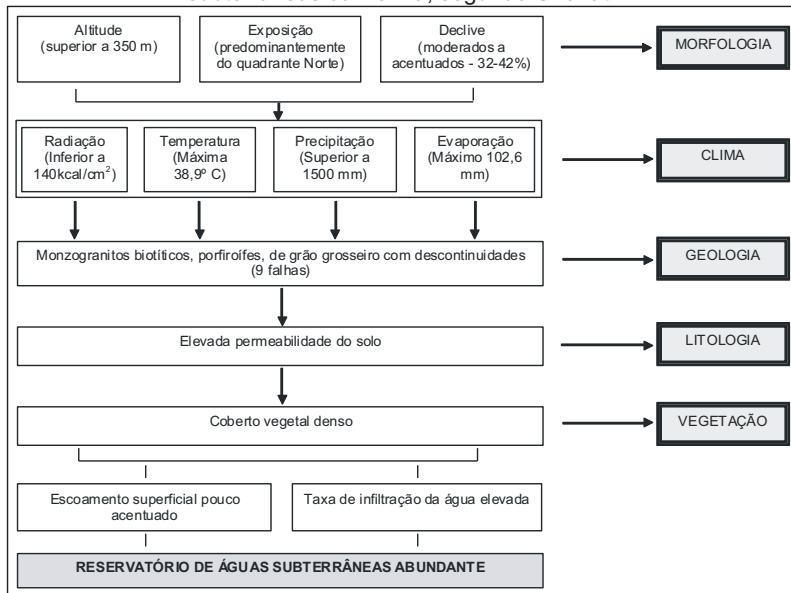 Altitude
(superior a 350 m)
Exposição
(predominantemente
do quadrante Norte)
Declive
(moderados a
acentuados - 32-42%)
MORFOLOGIA
Radiação
(Inferior a
140kcal/cm²)
Temperatura
(Máxima
38,9º C)
Precipitação
(Superior a
1500 mm)
Evaporação
(Máximo 102,6
mm)
CLIMA
Monzogranitos biotíticos, porfiroífes, de grão grosseiro com descontinuidades
(9 falhas)
GEOLOGIA
Elevada permeabilidade do solo
LITOLOGIA
Coberto vegetal denso
VEGETAÇÃO
Escoamento superficial pouco
acentuado
Taxa de infiltração da água elevada
RESERVATÓRIO DE ÁGUAS SUBTERRÂNEAS ABUNDANTE